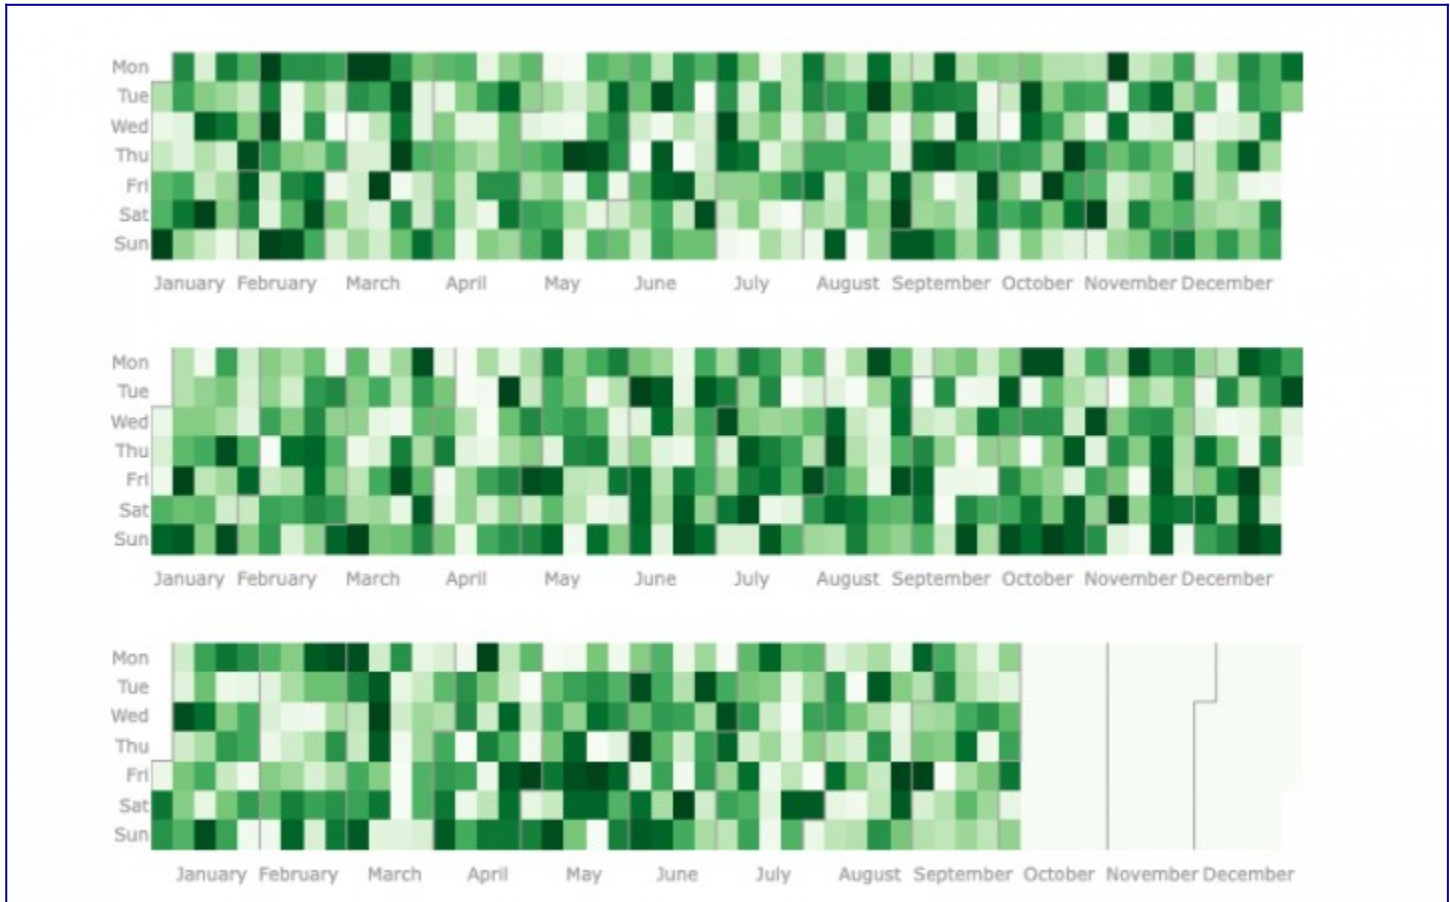 Mon
Tue
Wed
Thu
Fri
Sat
Sun
January February March April May June July August September October November December
Mon
Tue
Wed
Thu
Fri
Sat
Sun
January February March April May June July August September October November December
Mon
Tue
Wed
Thu
Fri
Sat
Sun
January February March April May June July August September October November December